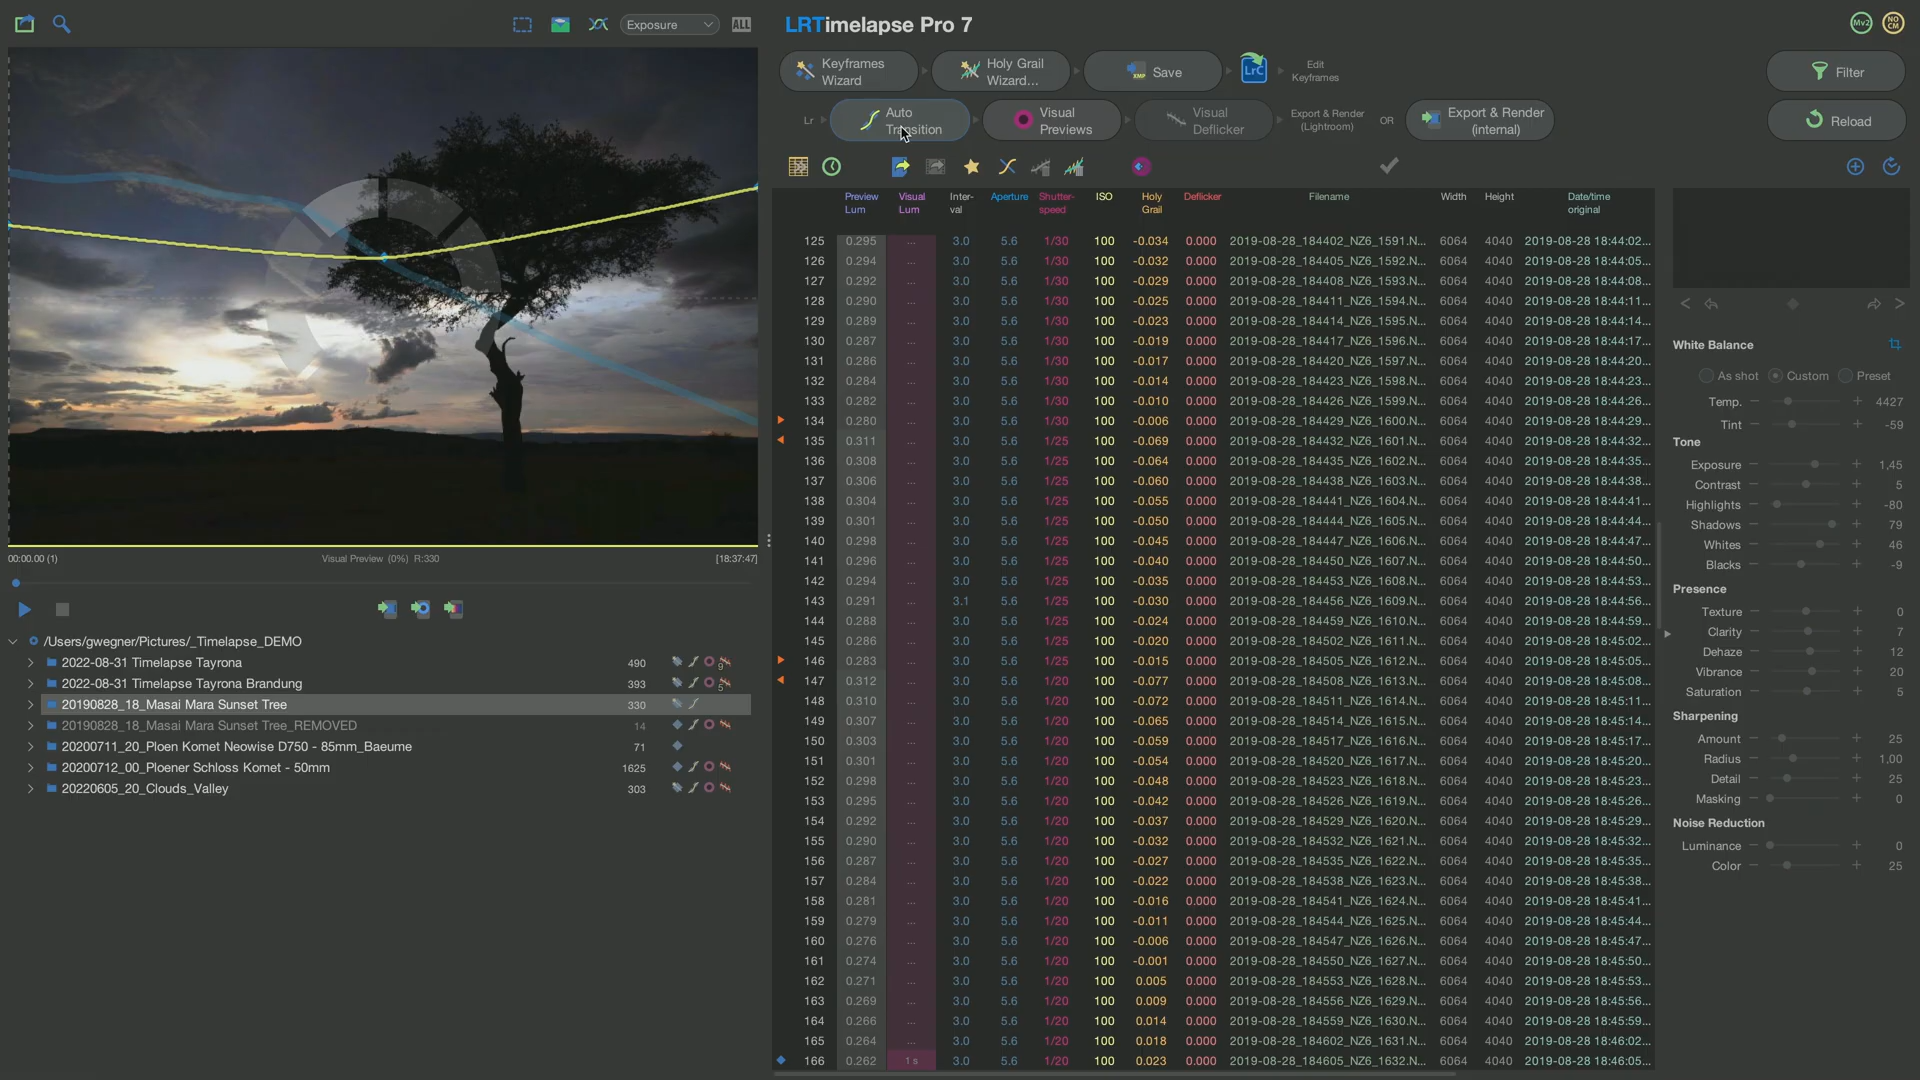 Exposure
ALL
LRTimelapse Pro 7
Mv2
NO
CM
Keyframes
Wizard
Holy Grail
Wizard...
XMP
Save
LrC
Edit
Keyframes
Filter
Lr
Auto
Transition
Visual
Previews
Visual
Deflicker
Export & Render
(Lightroom)
OR
Export & Render
(internal)
Reload
Preview Lum Visual Lum Inter-val Aperture Shutter-speed ISO Holy Grail Deflicker Filename Width Height Date/time original
125 0.295 ... 3.0 5.6 1/30 100 -0.034 0.000 2019-08-28_184402_NZ6_1591.N... 6064 4040 2019-08-28 18:44:02...
126 0.294 ... 3.0 5.6 1/30 100 -0.032 0.000 2019-08-28_184405_NZ6_1592.N... 6064 4040 2019-08-28 18:44:05...
127 0.292 ... 3.0 5.6 1/30 100 -0.029 0.000 2019-08-28_184408_NZ6_1593.N... 6064 4040 2019-08-28 18:44:08...
128 0.290 ... 3.0 5.6 1/30 100 -0.025 0.000 2019-08-28_184411_NZ6_1594.N... 6064 4040 2019-08-28 18:44:11...
129 0.289 ... 3.0 5.6 1/30 100 -0.023 0.000 2019-08-28_184414_NZ6_1595.N... 6064 4040 2019-08-28 18:44:14...
130 0.287 ... 3.0 5.6 1/30 100 -0.019 0.000 2019-08-28_184417_NZ6_1596.N... 6064 4040 2019-08-28 18:44:17...
131 0.286 ... 3.0 5.6 1/30 100 -0.017 0.000 2019-08-28_184420_NZ6_1597.N... 6064 4040 2019-08-28 18:44:20...
132 0.284 ... 3.0 5.6 1/30 100 -0.014 0.000 2019-08-28_184423_NZ6_1598.N... 6064 4040 2019-08-28 18:44:23...
133 0.282 ... 3.0 5.6 1/30 100 -0.010 0.000 2019-08-28_184426_NZ6_1599.N... 6064 4040 2019-08-28 18:44:26...
134 0.280 ... 3.0 5.6 1/30 100 -0.006 0.000 2019-08-28_184429_NZ6_1600.N... 6064 4040 2019-08-28 18:44:29...
135 0.311 ... 3.0 5.6 1/25 100 -0.069 0.000 2019-08-28_184432_NZ6_1601.N... 6064 4040 2019-08-28 18:44:32...
136 0.308 ... 3.0 5.6 1/25 100 -0.064 0.000 2019-08-28_184435_NZ6_1602.N... 6064 4040 2019-08-28 18:44:35...
137 0.306 ... 3.0 5.6 1/25 100 -0.060 0.000 2019-08-28_184438_NZ6_1603.N... 6064 4040 2019-08-28 18:44:38...
138 0.304 ... 3.0 5.6 1/25 100 -0.055 0.000 2019-08-28_184441_NZ6_1604.N... 6064 4040 2019-08-28 18:44:41...
139 0.301 ... 3.0 5.6 1/25 100 -0.050 0.000 2019-08-28_184444_NZ6_1605.N... 6064 4040 2019-08-28 18:44:44...
140 0.298 ... 3.0 5.6 1/25 100 -0.045 0.000 2019-08-28_184447_NZ6_1606.N... 6064 4040 2019-08-28 18:44:47...
141 0.296 ... 3.0 5.6 1/25 100 -0.040 0.000 2019-08-28_184450_NZ6_1607.N... 6064 4040 2019-08-28 18:44:50...
142 0.294 ... 3.0 5.6 1/25 100 -0.035 0.000 2019-08-28_184453_NZ6_1608.N... 6064 4040 2019-08-28 18:44:53...
143 0.291 ... 3.1 5.6 1/25 100 -0.030 0.000 2019-08-28_184456_NZ6_1609.N... 6064 4040 2019-08-28 18:44:56...
144 0.288 ... 3.0 5.6 1/25 100 -0.024 0.000 2019-08-28_184459_NZ6_1610.N... 6064 4040 2019-08-28 18:44:59...
145 0.286 ... 3.0 5.6 1/25 100 -0.020 0.000 2019-08-28_184502_NZ6_1611.N... 6064 4040 2019-08-28 18:45:02...
146 0.283 ... 3.0 5.6 1/25 100 -0.015 0.000 2019-08-28_184505_NZ6_1612.N... 6064 4040 2019-08-28 18:45:05...
147 0.312 ... 3.0 5.6 1/20 100 -0.077 0.000 2019-08-28_184508_NZ6_1613.N... 6064 4040 2019-08-28 18:45:08...
148 0.310 ... 3.0 5.6 1/20 100 -0.072 0.000 2019-08-28_184511_NZ6_1614.N... 6064 4040 2019-08-28 18:45:11...
149 0.307 ... 3.0 5.6 1/20 100 -0.065 0.000 2019-08-28_184514_NZ6_1615.N... 6064 4040 2019-08-28 18:45:14...
150 0.303 ... 3.0 5.6 1/20 100 -0.059 0.000 2019-08-28_184517_NZ6_1616.N... 6064 4040 2019-08-28 18:45:17...
151 0.301 ... 3.0 5.6 1/20 100 -0.054 0.000 2019-08-28_184520_NZ6_1617.N... 6064 4040 2019-08-28 18:45:20...
152 0.298 ... 3.0 5.6 1/20 100 -0.048 0.000 2019-08-28_184523_NZ6_1618.N... 6064 4040 2019-08-28 18:45:23...
153 0.295 ... 3.0 5.6 1/20 100 -0.042 0.000 2019-08-28_184526_NZ6_1619.N... 6064 4040 2019-08-28 18:45:26...
154 0.292 ... 3.0 5.6 1/20 100 -0.037 0.000 2019-08-28_184529_NZ6_1620.N... 6064 4040 2019-08-28 18:45:29...
155 0.290 ... 3.0 5.6 1/20 100 -0.032 0.000 2019-08-28_184532_NZ6_1621.N... 6064 4040 2019-08-28 18:45:32...
156 0.287 ... 3.0 5.6 1/20 100 -0.027 0.000 2019-08-28_184535_NZ6_1622.N... 6064 4040 2019-08-28 18:45:35...
157 0.284 ... 3.0 5.6 1/20 100 -0.022 0.000 2019-08-28_184538_NZ6_1623.N... 6064 4040 2019-08-28 18:45:38...
158 0.281 ... 3.0 5.6 1/20 100 -0.016 0.000 2019-08-28_184541_NZ6_1624.N... 6064 4040 2019-08-28 18:45:41...
159 0.279 ... 3.0 5.6 1/20 100 -0.011 0.000 2019-08-28_184544_NZ6_1625.N... 6064 4040 2019-08-28 18:45:44...
160 0.276 ... 3.0 5.6 1/20 100 -0.006 0.000 2019-08-28_184547_NZ6_1626.N... 6064 4040 2019-08-28 18:45:47...
161 0.274 ... 3.0 5.6 1/20 100 -0.001 0.000 2019-08-28_184550_NZ6_1627.N... 6064 4040 2019-08-28 18:45:50...
162 0.271 ... 3.0 5.6 1/20 100 0.005 0.000 2019-08-28_184553_NZ6_1628.N... 6064 4040 2019-08-28 18:45:53...
163 0.269 ... 3.0 5.6 1/20 100 0.009 0.000 2019-08-28_184556_NZ6_1629.N... 6064 4040 2019-08-28 18:45:56...
164 0.266 ... 3.0 5.6 1/20 100 0.014 0.000 2019-08-28_184559_NZ6_1630.N... 6064 4040 2019-08-28 18:45:59...
165 0.264 ... 3.0 5.6 1/20 100 0.018 0.000 2019-08-28_184602_NZ6_1631.N... 6064 4040 2019-08-28 18:46:02...
166 0.262 1 s 3.0 5.6 1/20 100 0.023 0.000 2019-08-28_184605_NZ6_1632.N... 6064 4040 2019-08-28 18:46:05...
00:00.00 (1) Visual Preview (0%) R:330 [18:37:47]
/Users/gwegner/Pictures/_Timelapse_DEMO
2022-08-31 Timelapse Tayrona 490 9
2022-08-31 Timelapse Tayrona Brandung 393 5
20190828_18_Masai Mara Sunset Tree 330
20190828_18_Masai Mara Sunset Tree_REMOVED 14
20200711_20_Ploen Komet Neowise D750 - 85mm_Baeume 71
20200712_00_Ploener Schloss Komet - 50mm 1625
20220605_20_Clouds_Valley 303
White Balance
As shot Custom Preset
Temp. 4427
Tint -59
Tone
Exposure 1,45
Contrast 5
Highlights -80
Shadows 79
Whites 46
Blacks -9
Presence
Texture 0
Clarity 7
Dehaze 12
Vibrance 20
Saturation 5
Sharpening
Amount 25
Radius 1,00
Detail 25
Masking 0
Noise Reduction
Luminance 0
Color 25